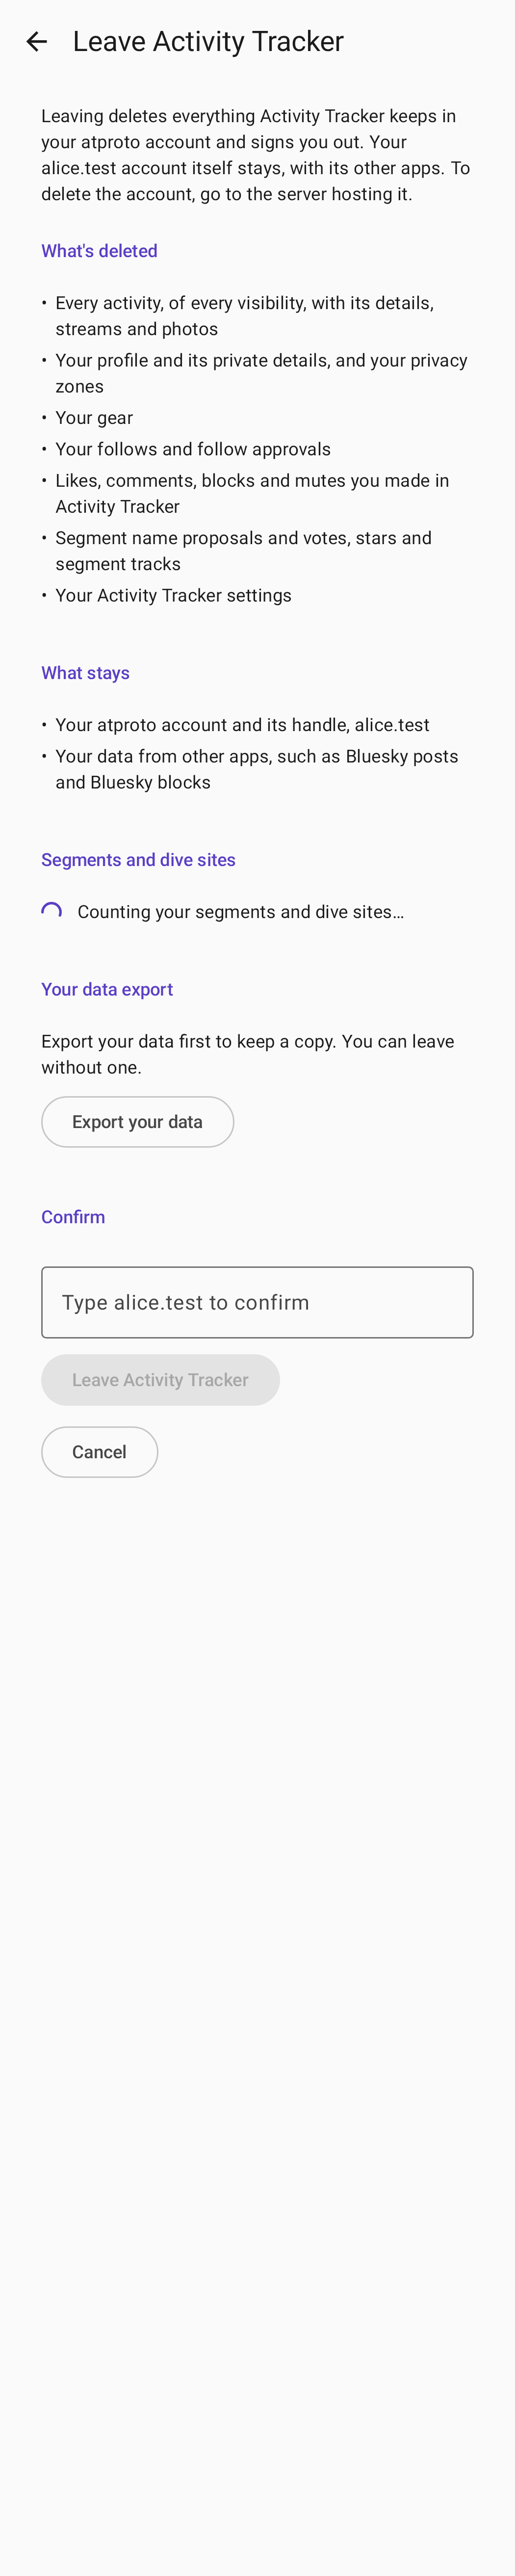 Leave Activity Tracker
Leaving deletes everything Activity Tracker keeps in
your atproto account and signs you out. Your
alice.test account itself stays, with its other apps. To
delete the account, go to the server hosting it.
What's deleted
• Every activity, of every visibility, with its details,
streams and photos
• Your profile and its private details, and your privacy
zones
• Your gear
• Your follows and follow approvals
• Likes, comments, blocks and mutes you made in
Activity Tracker
• Segment name proposals and votes, stars and
segment tracks
• Your Activity Tracker settings
What stays
• Your atproto account and its handle, alice.test
• Your data from other apps, such as Bluesky posts
and Bluesky blocks
Segments and dive sites
Counting your segments and dive sites…
Your data export
Export your data first to keep a copy. You can leave
without one.
Export your data
Confirm
Type alice.test to confirm
Leave Activity Tracker
Cancel